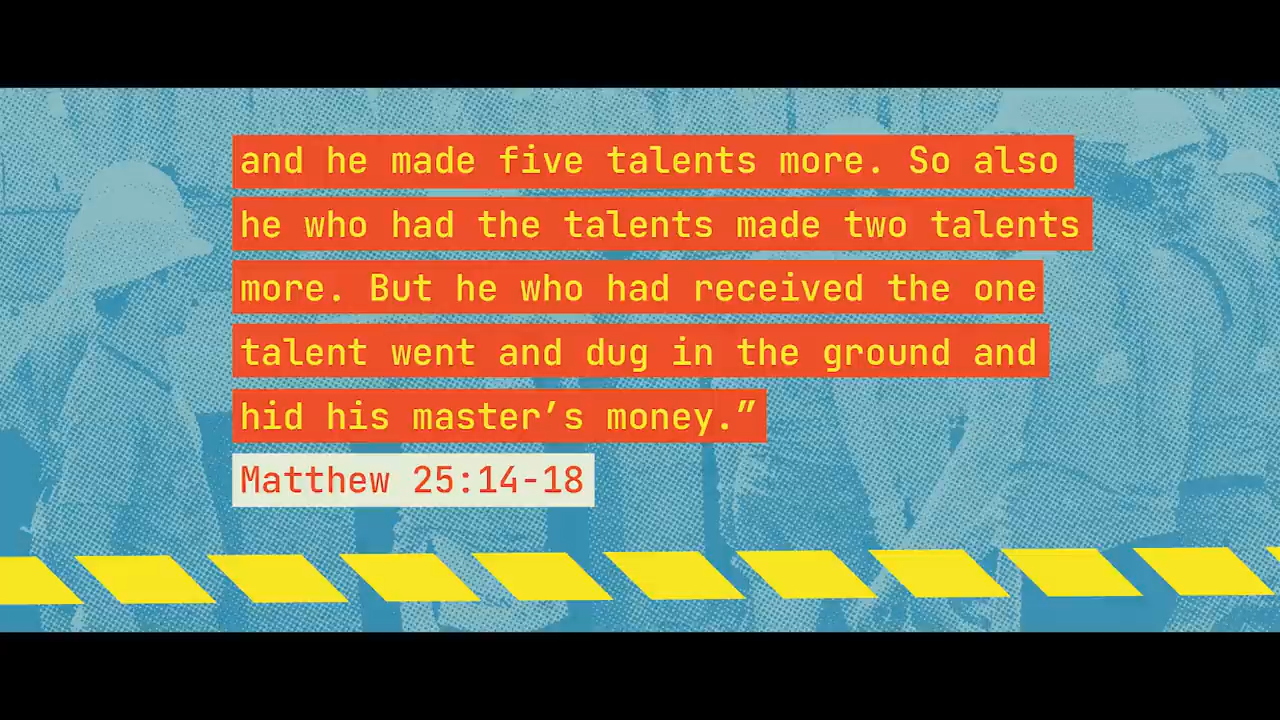 and he made five talents more. So also
he who had the talents made two talents
more. But he who had received the one
talent went and dug in the ground and
hid his master’s money.”
Matthew 25:14-18